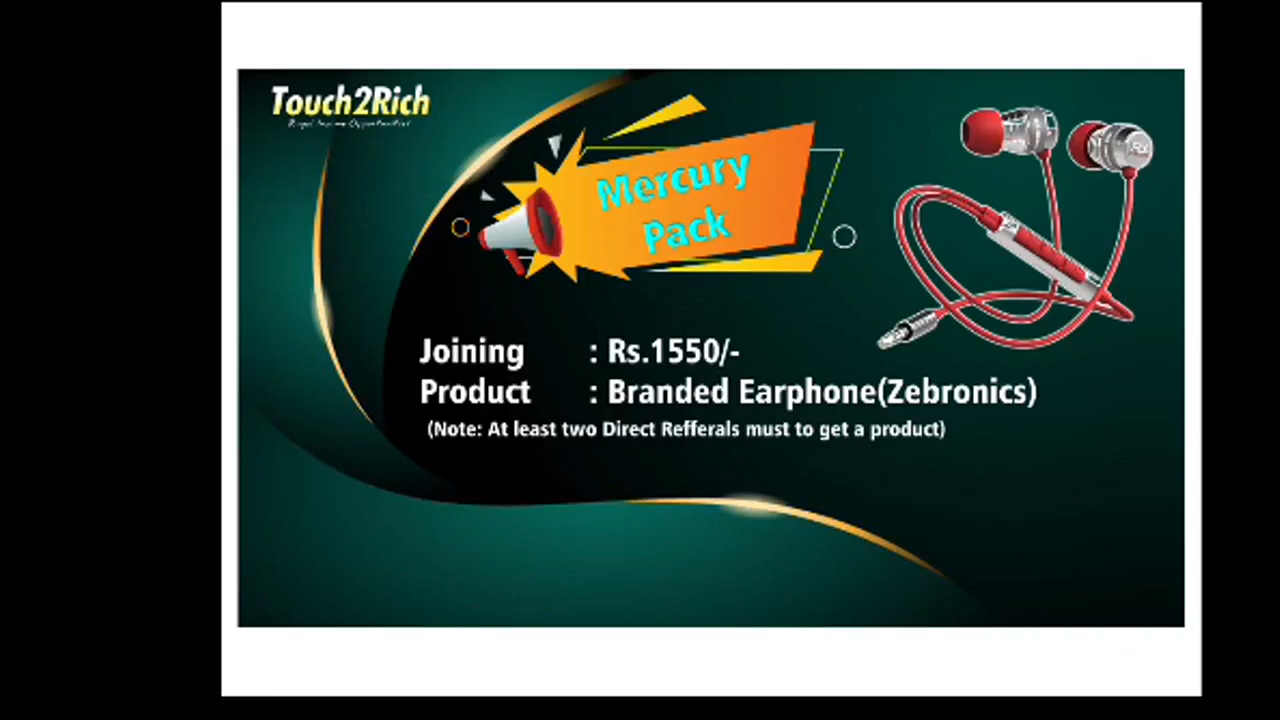 Touch2Rich
Mercury
Pack
Joining : Rs.1550/-
Product : Branded Earphone(Zebronics)
(Note: At least two Direct Refferals must to get a product)